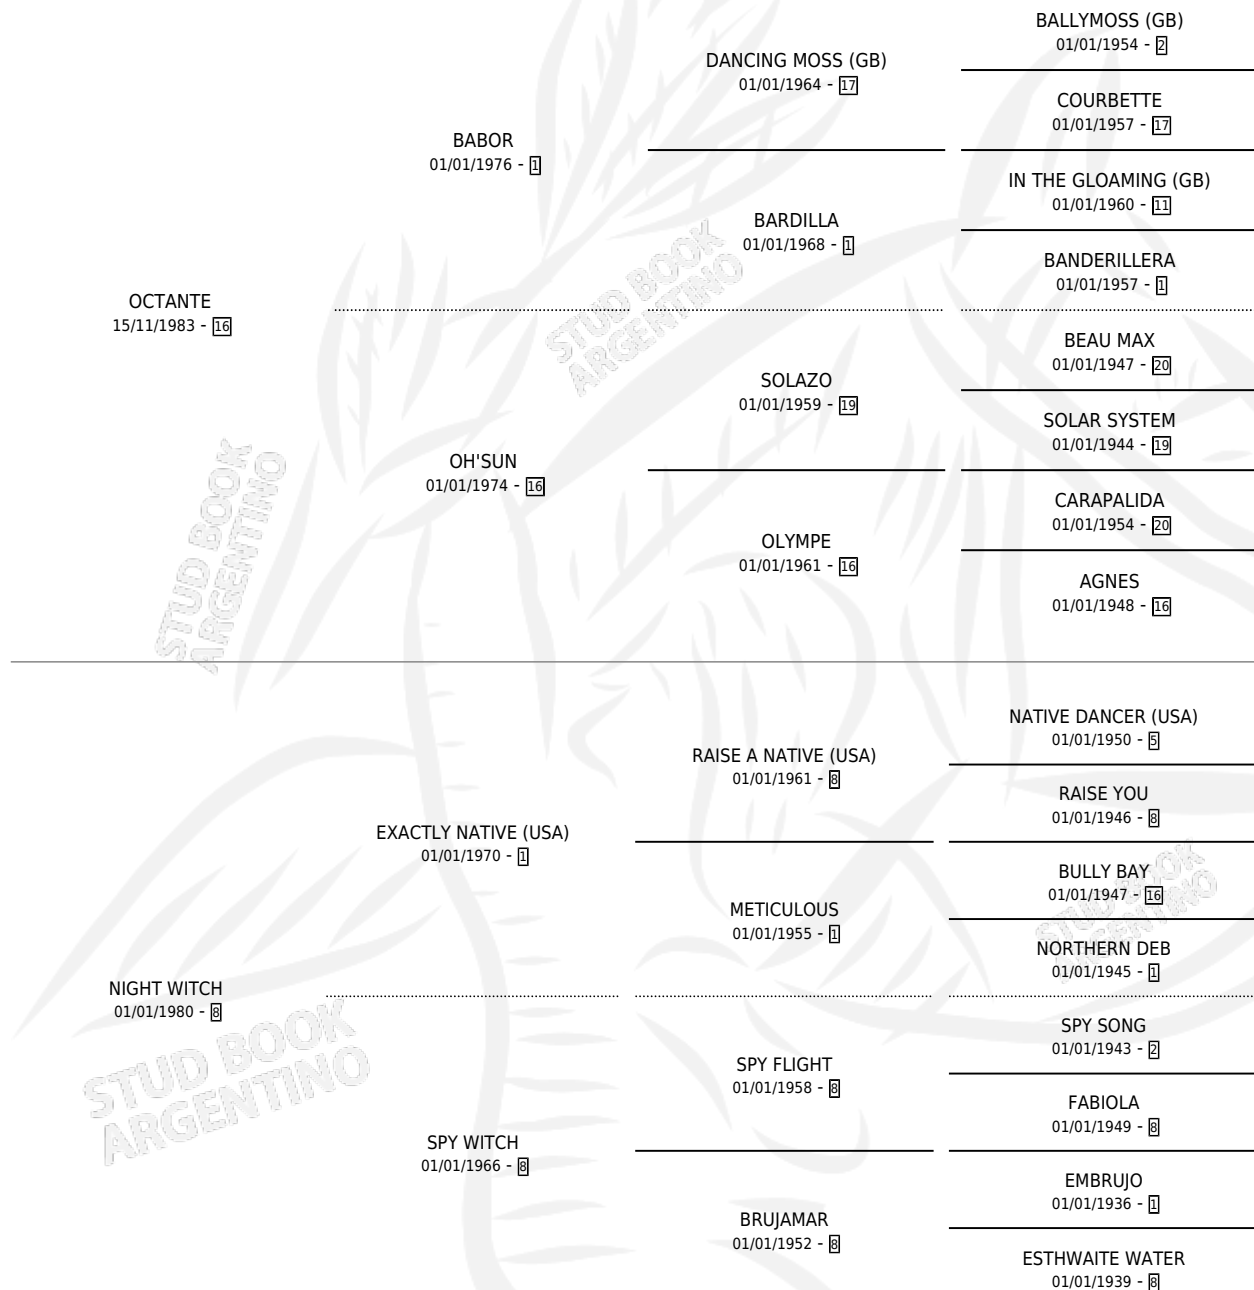 BALLYMOSS (GB)
01/01/1954 - 2
DANCING MOSS (GB)
01/01/1964 - 17
COURBETTE
01/01/1957 - 17
BABOR
01/01/1976 - 1
IN THE GLOAMING (GB)
01/01/1960 - 11
BARDILLA
01/01/1968 - 1
BANDERILLERA
01/01/1957 - 1
OCTANTE
15/11/1983 - 16
BEAU MAX
01/01/1947 - 20
SOLAZO
01/01/1959 - 19
SOLAR SYSTEM
01/01/1944 - 19
OH'SUN
01/01/1974 - 16
CARAPALIDA
01/01/1954 - 20
OLYMPE
01/01/1961 - 16
AGNES
01/01/1948 - 16
NATIVE DANCER (USA)
01/01/1950 - 5
RAISE A NATIVE (USA)
01/01/1961 - 8
RAISE YOU
01/01/1946 - 8
EXACTLY NATIVE (USA)
01/01/1970 - 1
BULLY BAY
01/01/1947 - 16
METICULOUS
01/01/1955 - 1
NORTHERN DEB
01/01/1945 - 1
NIGHT WITCH
01/01/1980 - 8
SPY SONG
01/01/1943 - 2
SPY FLIGHT
01/01/1958 - 8
FABIOLA
01/01/1949 - 8
SPY WITCH
01/01/1966 - 8
EMBRUJO
01/01/1936 - 1
BRUJAMAR
01/01/1952 - 8
ESTHWAITE WATER
01/01/1939 - 8
STUD BOOK
ARGENTINO
STUD BOOK
ARGENTINO
STUD BOOK
ARGENTINO
STUD BOOK
ARGENTINO